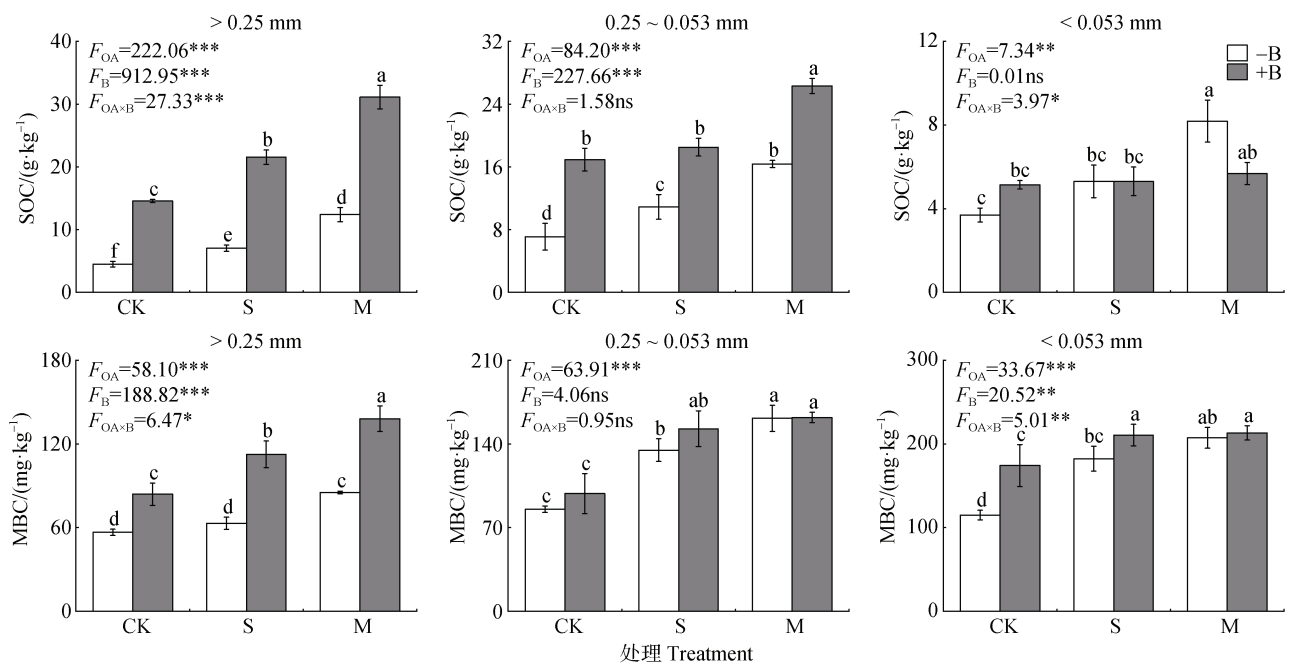 > 0.25 mm
SOC/(g·kg⁻¹)
40
30
20
10
0
F_OA=222.06***
F_B=912.95***
F_OA×B=27.33***
f
c
e
b
d
a
CK S M
0.25 ~ 0.053 mm
SOC/(g·kg⁻¹)
32
24
16
8
0
F_OA=84.20***
F_B=227.66***
F_OA×B=1.58ns
d
b
c
b
b
a
CK S M
< 0.053 mm
SOC/(g·kg⁻¹)
12
8
4
0
F_OA=7.34**
F_B=0.01ns
F_OA×B=3.97*
−B
+B
c
bc
bc
bc
a
ab
CK S M
> 0.25 mm
MBC/(mg·kg⁻¹)
180
120
60
0
F_OA=58.10***
F_B=188.82***
F_OA×B=6.47*
d
c
d
b
c
a
CK S M
0.25 ~ 0.053 mm
MBC/(mg·kg⁻¹)
210
140
70
0
F_OA=63.91***
F_B=4.06ns
F_OA×B=0.95ns
c
c
b
ab
a
a
CK S M
< 0.053 mm
MBC/(mg·kg⁻¹)
300
200
100
0
F_OA=33.67***
F_B=20.52**
F_OA×B=5.01**
d
c
bc
a
ab
a
CK S M
处理 Treatment